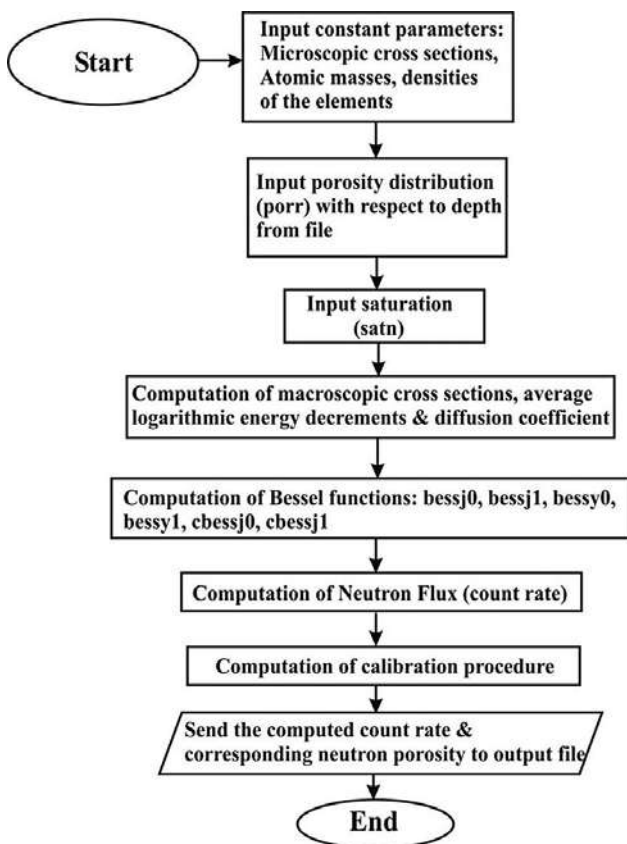 Start
Input constant parameters:
Microscopic cross sections,
Atomic masses, densities
of the elements
Input porosity distribution
(porr) with respect to depth
from file
Input saturation
(satn)
Computation of macroscopic cross sections, average
logarithmic energy decrements & diffusion coefficient
Computation of Bessel functions: bessj0, bessj1, bessy0,
bessy1, cbessj0, cbessj1
Computation of Neutron Flux (count rate)
Computation of calibration procedure
Send the computed count rate &
corresponding neutron porosity to output file
End